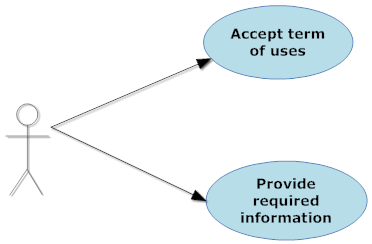 Accept term
of uses
Provide
required
information